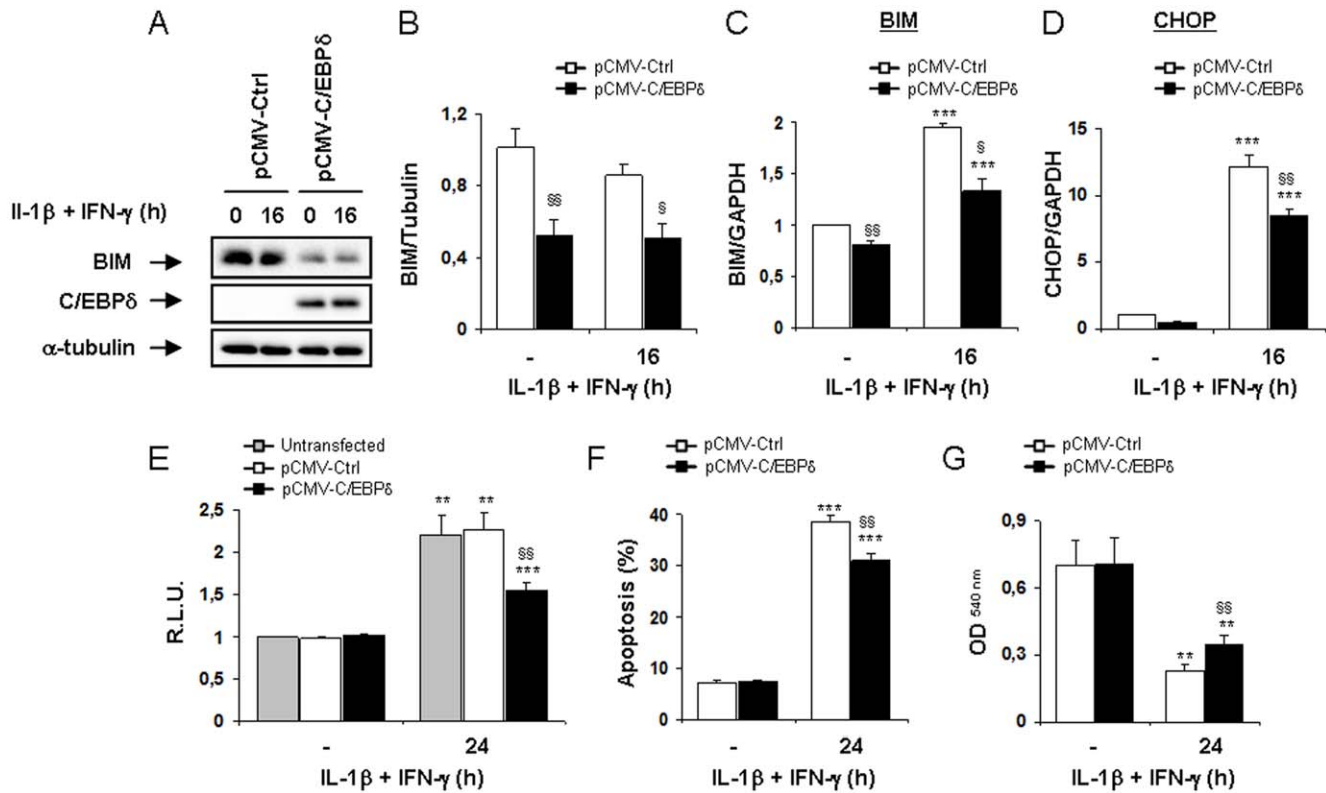 A
pCMV-Ctrl
pCMV-C/EBPδ
Il-1β + IFN-γ (h)
0 16 0 16
BIM
C/EBPδ
α-tubulin
B
pCMV-Ctrl
pCMV-C/EBPδ
BIM/Tubulin
1,2
0,8
0,4
0
§§
§
- 16
IL-1β + IFN-γ (h)
C
BIM
pCMV-Ctrl
pCMV-C/EBPδ
BIM/GAPDH
2
1,5
1
0,5
0
§§
***
§
***
- 16
IL-1β + IFN-γ (h)
D
CHOP
pCMV-Ctrl
pCMV-C/EBPδ
CHOP/GAPDH
15
10
5
0
***
§§
***
- 16
IL-1β + IFN-γ (h)
E
Untransfected
pCMV-Ctrl
pCMV-C/EBPδ
R.L.U.
2,5
2
1,5
1
0,5
0
** **
§§
***
- 24
IL-1β + IFN-γ (h)
F
pCMV-Ctrl
pCMV-C/EBPδ
Apoptosis (%)
40
30
20
10
0
***
§§
***
- 24
IL-1β + IFN-γ (h)
G
pCMV-Ctrl
pCMV-C/EBPδ
OD 540 nm
0,9
0,6
0,3
0
**
§§
**
- 24
IL-1β + IFN-γ (h)